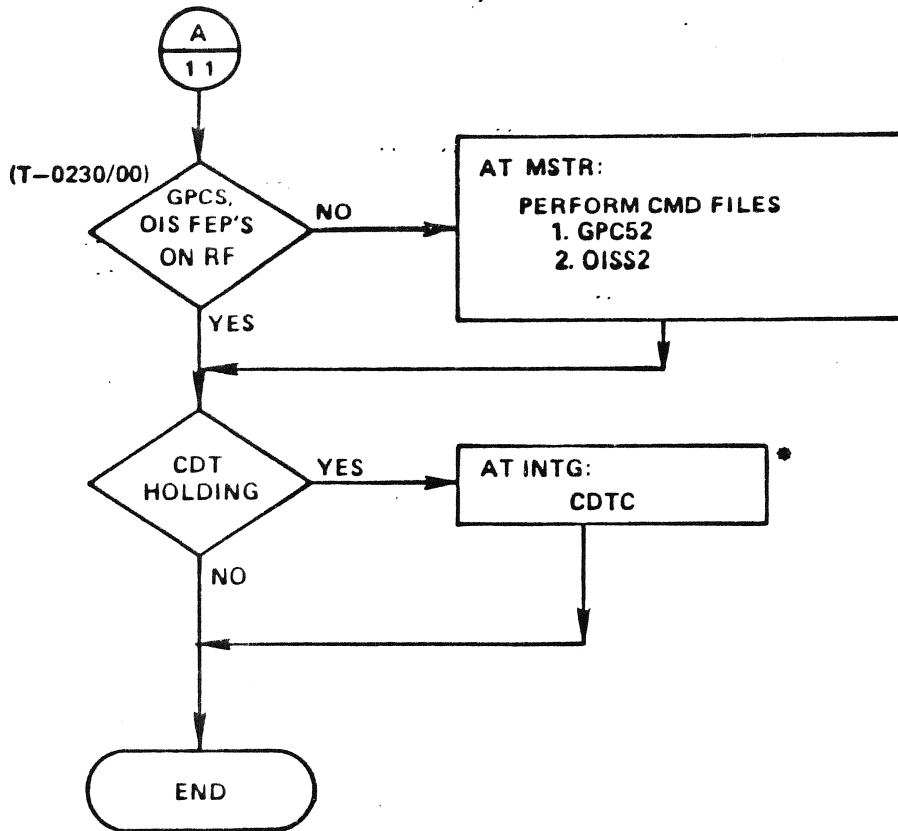 A
11
(T-0230/00)
GPCS,
OIS FEP'S
ON RF
NO
AT MSTR:
PERFORM CMD FILES
1. GPC52
2. OISS2
YES
CDT
HOLDING
YES
AT INTG:
CDTC
*
NO
END